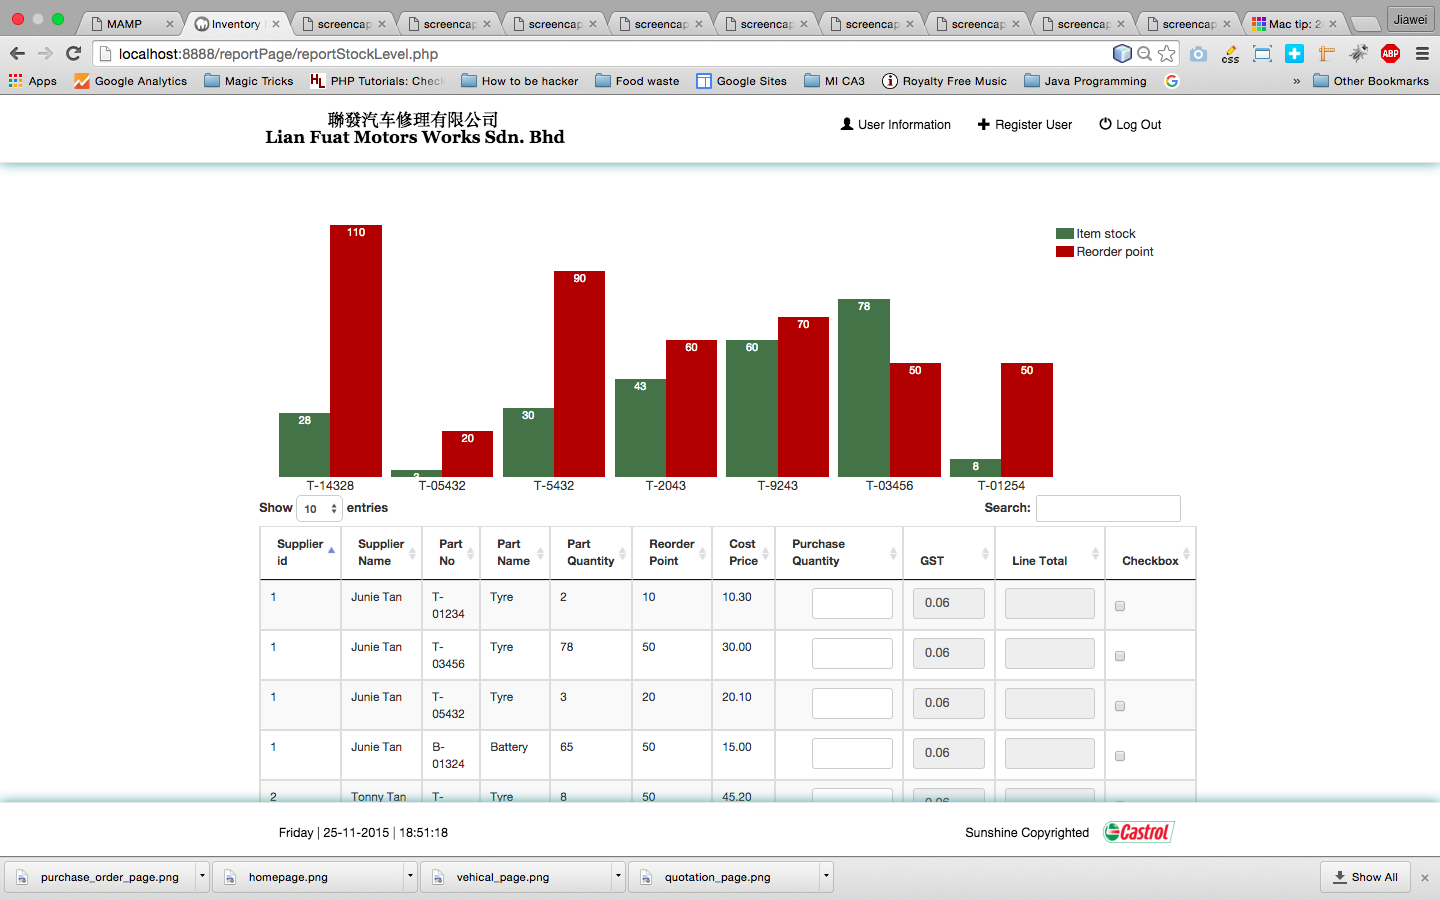 MAMP
Inventory
screencap
screencap
screencap
screencap
screencap
screencap
screencap
screencap
screencap
Mac tip: 2
Jiawei
localhost:8888/reportPage/reportStockLevel.php
css
ABP
Apps
Google Analytics
Magic Tricks
HL PHP Tutorials: Chec
How to be hacker
Food waste
Google Sites
MI CA3
Royalty Free Music
Java Programming
»
Other Bookmarks
聯發汽车修理有限公司
Lian Fuat Motors Works Sdn. Bhd
User Information
Register User
Log Out
Item stock
Reorder point
110
90
78
70
60
60
50
50
43
30
28
20
8
T-14328
T-05432
T-5432
T-2043
T-9243
T-03456
T-01254
Show 10 entries
Search:
Supplier id Supplier Name Part No Part Name Part Quantity Reorder Point Cost Price Purchase Quantity GST Line Total Checkbox
1 Junie Tan T-01234 Tyre 2 10 10.30 0.06
1 Junie Tan T-03456 Tyre 78 50 30.00 0.06
1 Junie Tan T-05432 Tyre 3 20 20.10 0.06
1 Junie Tan B-01324 Battery 65 50 15.00 0.06
2 Tonny Tan T- Tyre 8 50 45.20 0.06
Friday | 25-11-2015 | 18:51:18
Sunshine Copyrighted
Castrol
purchase_order_page.png
homepage.png
vehical_page.png
quotation_page.png
Show All